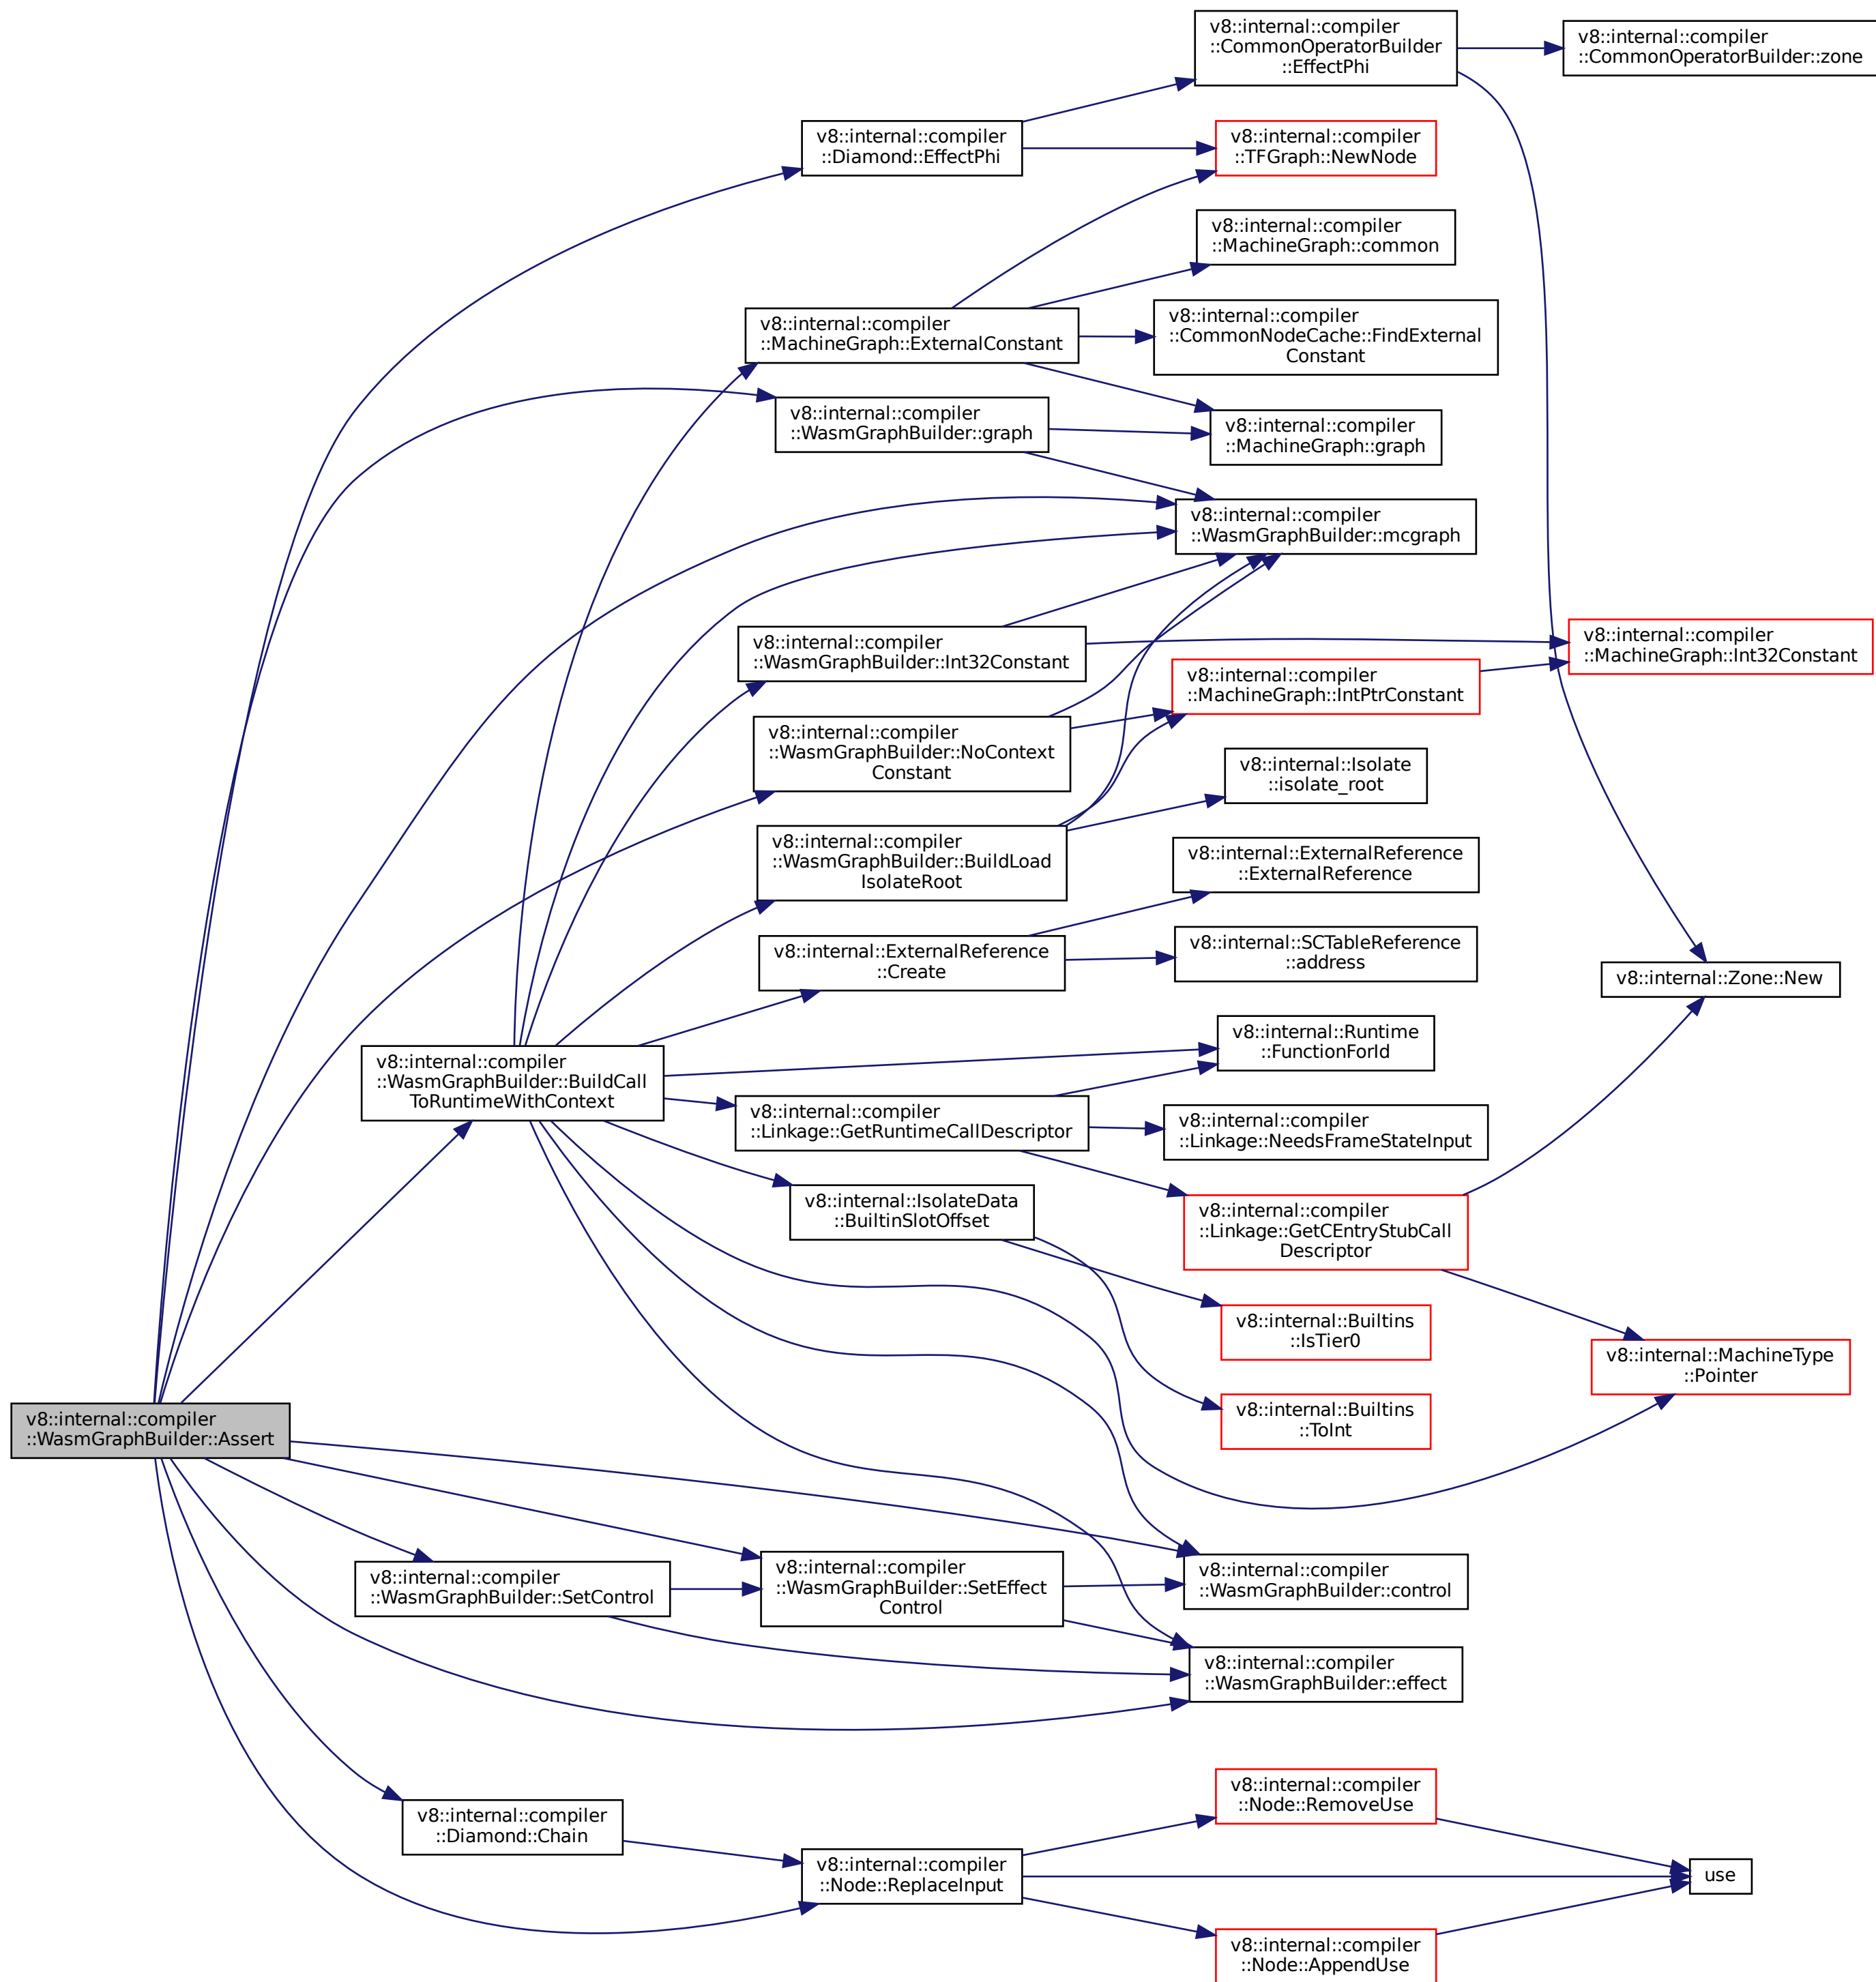 v8::internal::compiler
::CommonOperatorBuilder
::EffectPhi
v8::internal::compiler
::CommonOperatorBuilder::zone
v8::internal::compiler
::Diamond::EffectPhi
v8::internal::compiler
::TFGraph::NewNode
v8::internal::compiler
::MachineGraph::common
v8::internal::compiler
::MachineGraph::ExternalConstant
v8::internal::compiler
::CommonNodeCache::FindExternal
Constant
v8::internal::compiler
::WasmGraphBuilder::graph
v8::internal::compiler
::MachineGraph::graph
v8::internal::compiler
::WasmGraphBuilder::mcgraph
v8::internal::compiler
::WasmGraphBuilder::Int32Constant
v8::internal::compiler
::MachineGraph::Int32Constant
v8::internal::compiler
::MachineGraph::IntPtrConstant
v8::internal::compiler
::WasmGraphBuilder::NoContext
Constant
v8::internal::Isolate
::isolate_root
v8::internal::compiler
::WasmGraphBuilder::BuildLoad
IsolateRoot
v8::internal::ExternalReference
::ExternalReference
v8::internal::ExternalReference
::Create
v8::internal::SCTableReference
::address
v8::internal::Zone::New
v8::internal::compiler
::WasmGraphBuilder::BuildCall
ToRuntimeWithContext
v8::internal::Runtime
::FunctionForId
v8::internal::compiler
::Linkage::GetRuntimeCallDescriptor
v8::internal::compiler
::Linkage::NeedsFrameStateInput
v8::internal::IsolateData
::BuiltinSlotOffset
v8::internal::compiler
::Linkage::GetCEntryStubCall
Descriptor
v8::internal::Builtins
::IsTier0
v8::internal::MachineType
::Pointer
v8::internal::Builtins
::ToInt
v8::internal::compiler
::WasmGraphBuilder::Assert
v8::internal::compiler
::WasmGraphBuilder::SetControl
v8::internal::compiler
::WasmGraphBuilder::SetEffect
Control
v8::internal::compiler
::WasmGraphBuilder::control
v8::internal::compiler
::WasmGraphBuilder::effect
v8::internal::compiler
::Diamond::Chain
v8::internal::compiler
::Node::RemoveUse
v8::internal::compiler
::Node::ReplaceInput
use
v8::internal::compiler
::Node::AppendUse